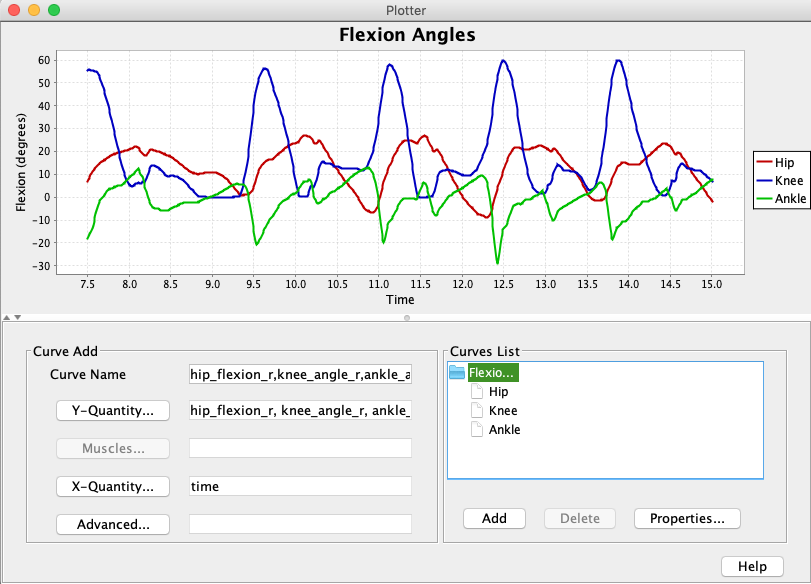 Plotter
Flexion Angles
60
50
40
30
20
10
0
-10
-20
-30
Flexion (degrees)
7.5 8.0 8.5 9.0 9.5 10.0 10.5 11.0 11.5 12.0 12.5 13.0 13.5 14.0 14.5 15.0
Time
Hip
Knee
Ankle
Curve Add
Curve Name hip_flexion_r,knee_angle_r,ankle_a
Y-Quantity... hip_flexion_r, knee_angle_r, ankle_
Muscles...
X-Quantity... time
Advanced...
Curves List
Flexio...
Hip
Knee
Ankle
Add Delete Properties...
Help